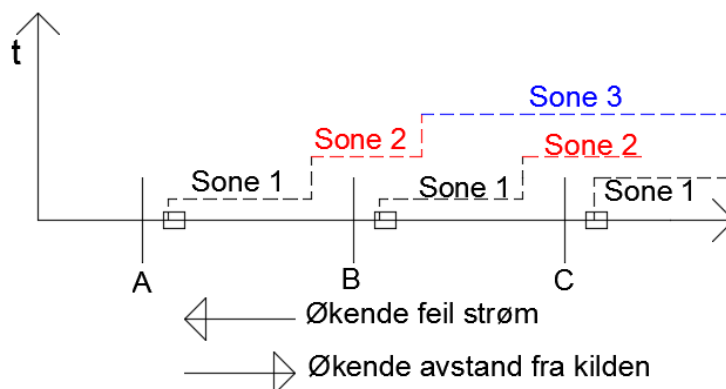 t
Sone 3
Sone 2
Sone 2
Sone 1
Sone 1
Sone 1
A
B
C
Økende feil strøm
Økende avstand fra kilden